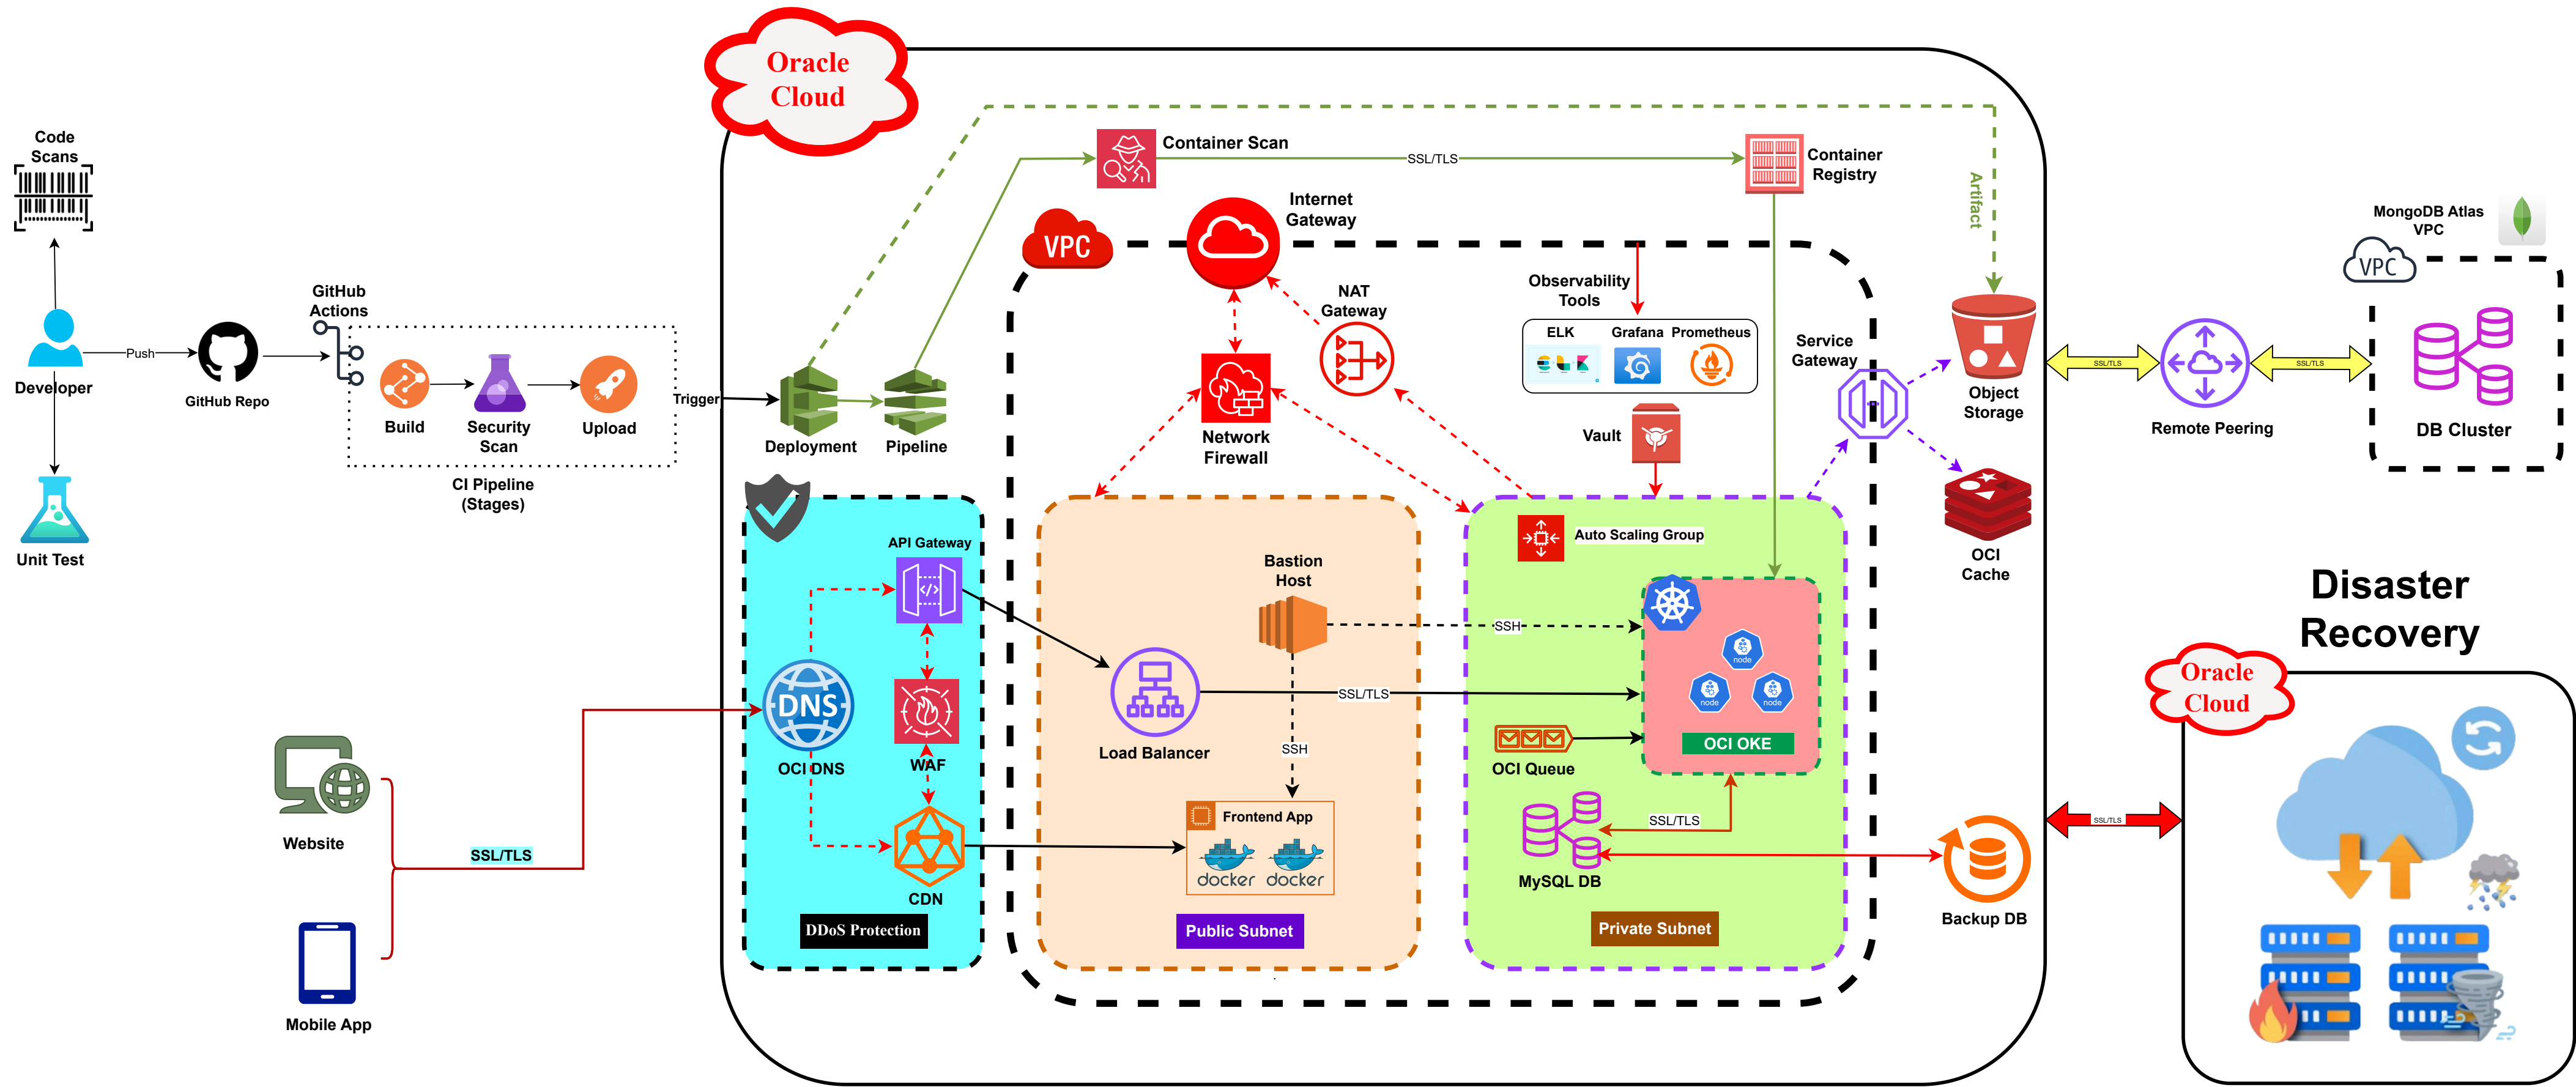 Oracle
Cloud
Code
Scans
Developer
Unit Test
Push
GitHub Repo
GitHub
Actions
Build
Security
Scan
Upload
CI Pipeline
(Stages)
Trigger
Deployment
Pipeline
Container Scan
SSL/TLS
Container
Registry
Artifact
VPC
Internet
Gateway
NAT
Gateway
Network
Firewall
Observability
Tools
ELK
Grafana
Prometheus
Vault
Service
Gateway
Object
Storage
OCI
Cache
SSL/TLS
Remote Peering
SSL/TLS
MongoDB Atlas
VPC
VPC
DB Cluster
API Gateway
DNS
OCI DNS
WAF
CDN
DDoS Protection
Website
Mobile App
SSL/TLS
Bastion
Host
SSH
SSH
Load Balancer
SSL/TLS
Frontend App
docker
docker
Public Subnet
Auto Scaling Group
node
node
node
OCI OKE
OCI Queue
SSL/TLS
MySQL DB
Private Subnet
Backup DB
SSL/TLS
Disaster
Recovery
Oracle
Cloud